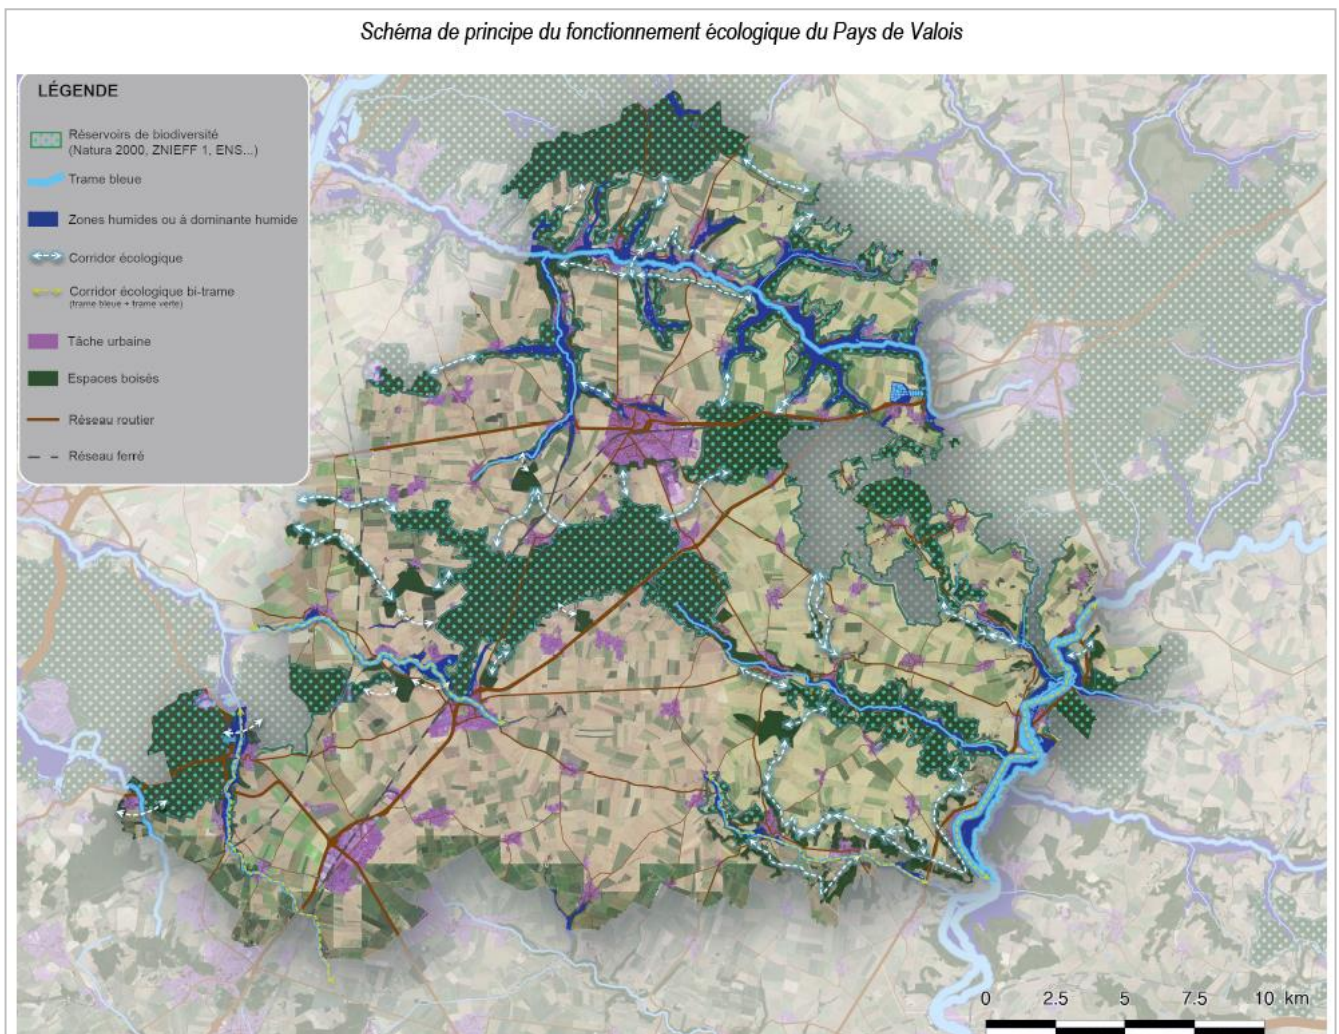 Schéma de principe du fonctionnement écologique du Pays de Valois
LÉGENDE
Réservoirs de biodiversité
(Natura 2000, ZNIEFF 1, ENS...)
Trame bleue
Zones humides ou à dominante humide
Corridor écologique
Corridor écologique bi-trame
(trame bleue + trame verte)
Tâche urbaine
Espaces boisés
Réseau routier
Réseau ferré
0 2.5 5 7.5 10 km